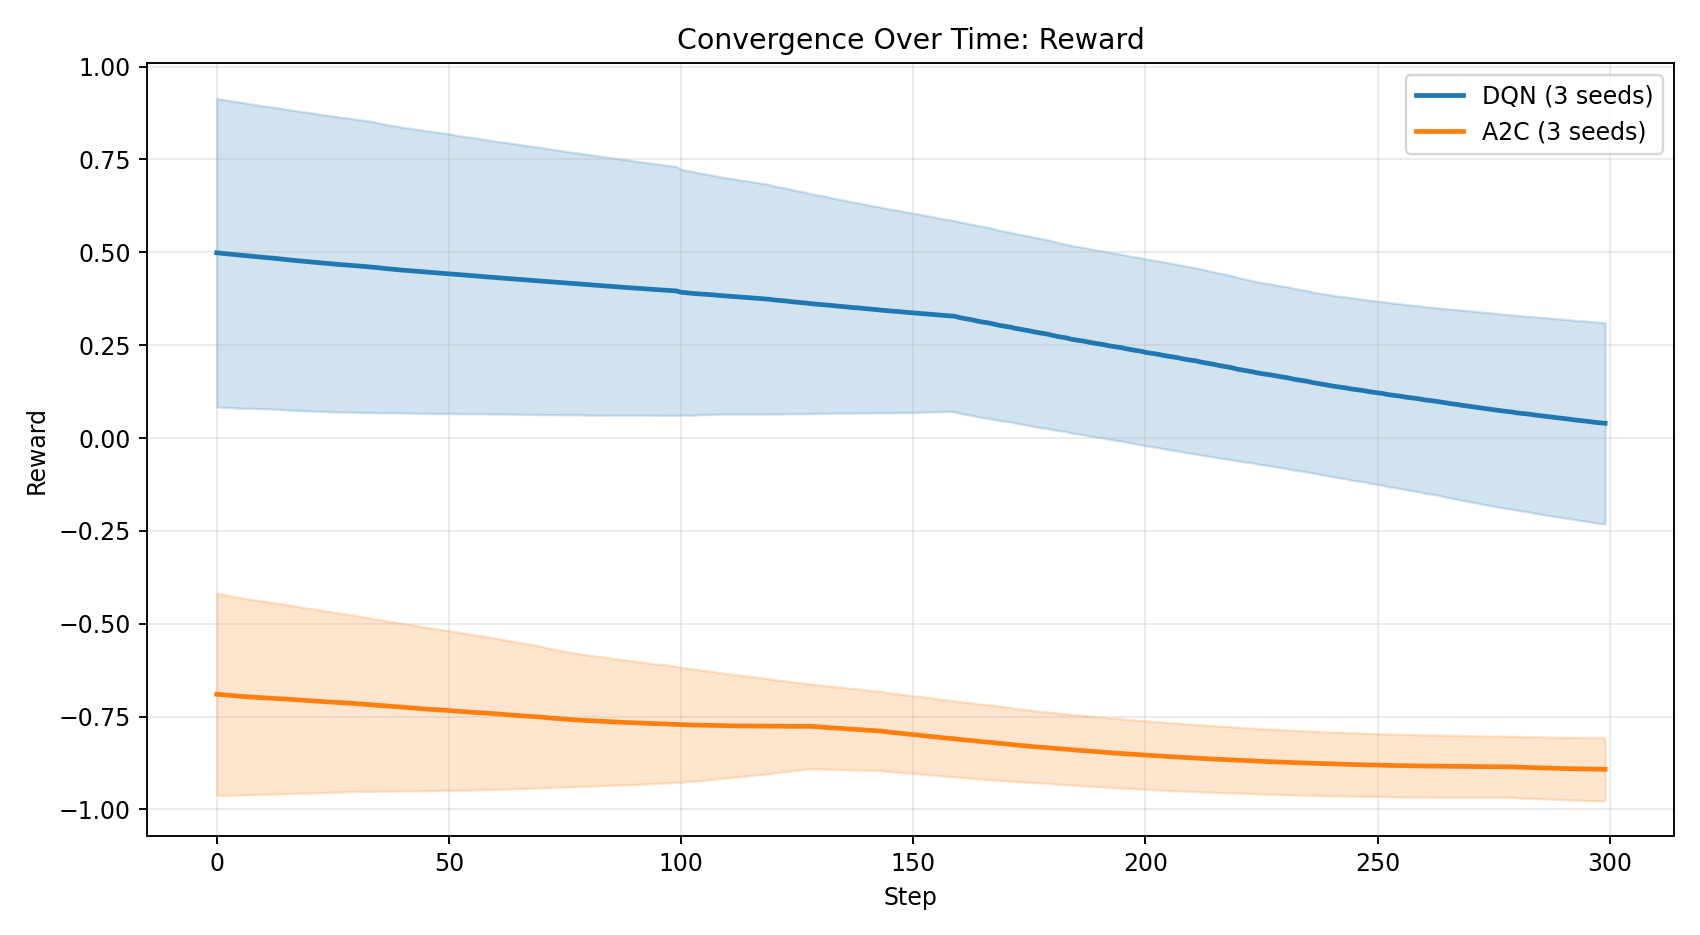 Convergence Over Time: Reward
DQN (3 seeds)
A2C (3 seeds)
Reward
1.00
0.75
0.50
0.25
0.00
−0.25
−0.50
−0.75
−1.00
0 50 100 150 200 250 300
Step